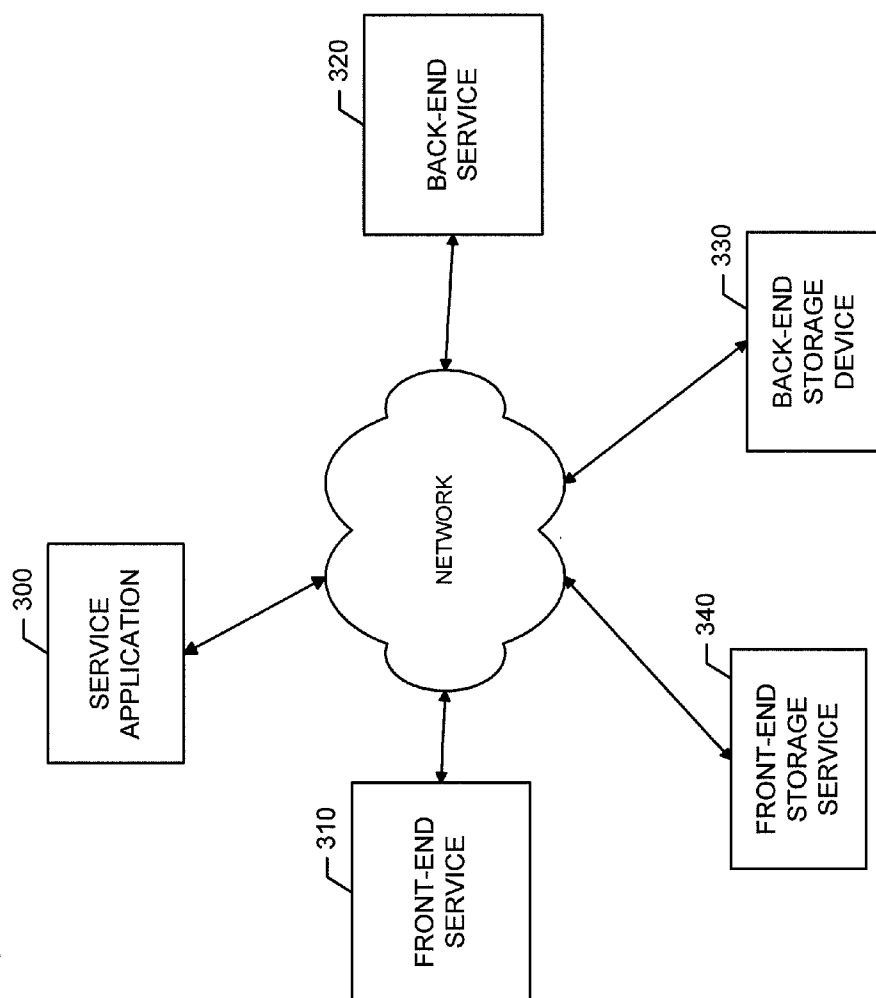 300
SERVICE
APPLICATION
310
FRONT-END
SERVICE
NETWORK
320
BACK-END
SERVICE
340
FRONT-END
STORAGE
SERVICE
330
BACK-END
STORAGE
DEVICE